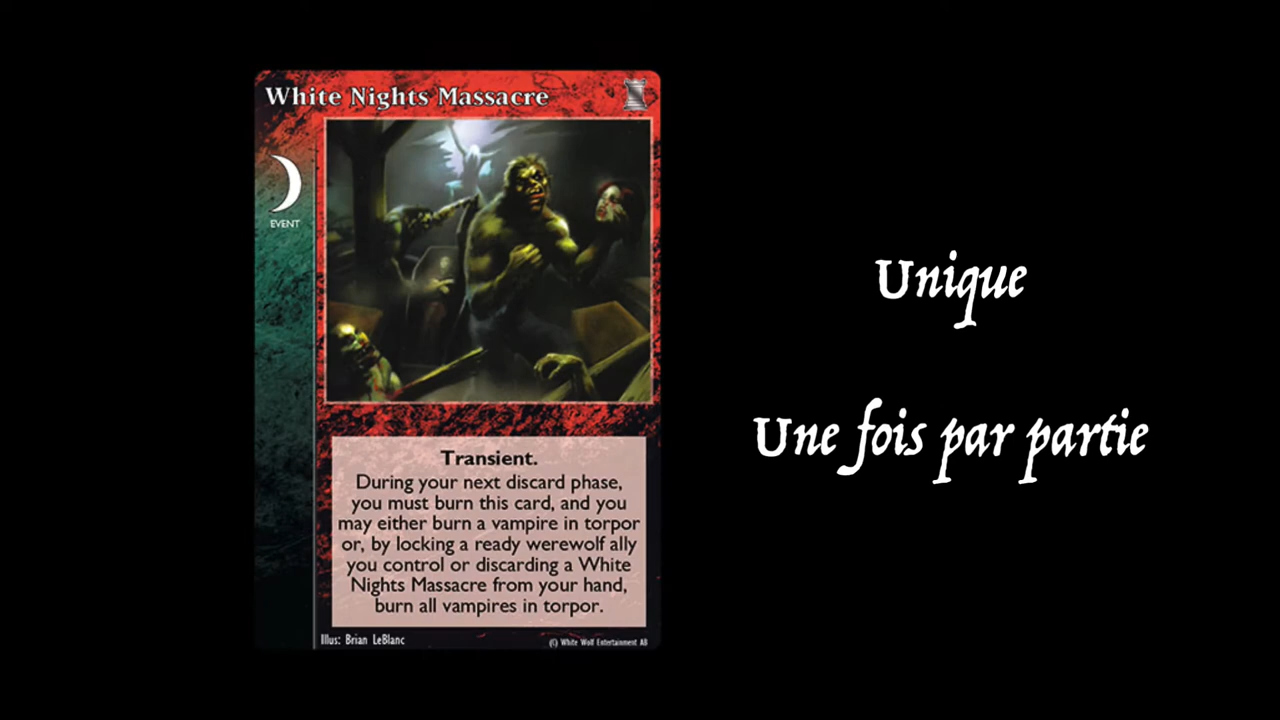 White Nights Massacre
EVENT
Transient.
During your next discard phase,
you must burn this card, and you
may either burn a vampire in torpor
or, by locking a ready werewolf ally
you control or discarding a White
Nights Massacre from your hand,
burn all vampires in torpor.
Illus: Brian LeBlanc
(C) White Wolf Entertainment AB
Unique
Une fois par partie